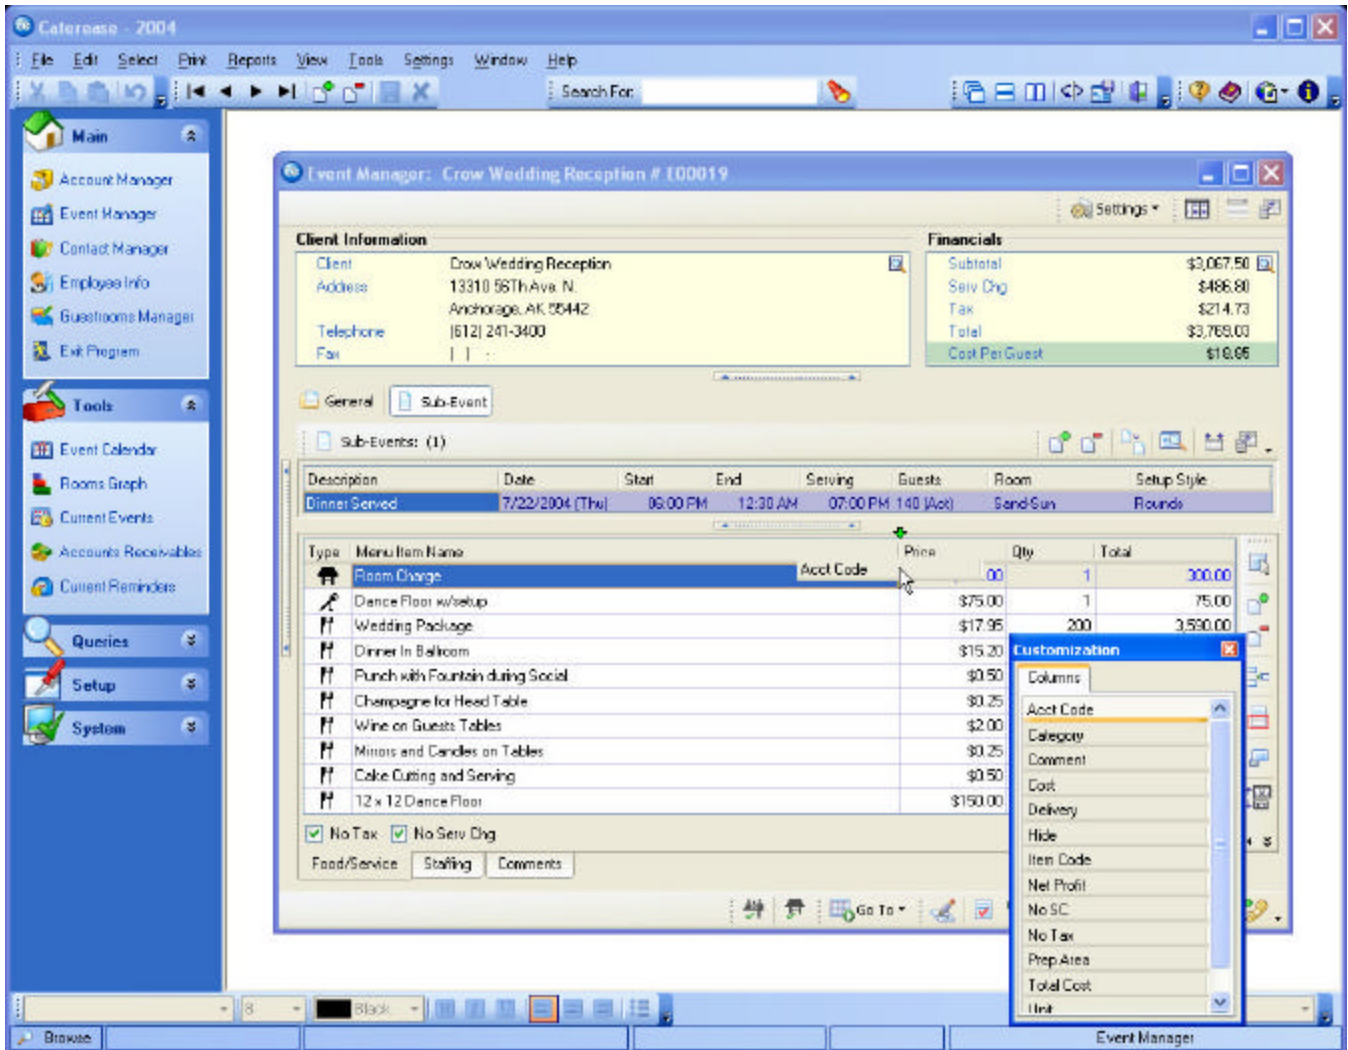 Caterease - 2004
File Edit Select Print Reports View Tools Settings Window Help
Search For:
Main
Account Manager
Event Manager
Contact Manager
Employee Info
Guestrooms Manager
Exit Program
Tools
Event Calendar
Rooms Graph
Current Events
Accounts Receivables
Current Reminders
Queries
Setup
System
Event Manager: Crow Wedding Reception # E00019
Settings
Client Information
Client Crow Wedding Reception
Address 13310 56Th Ave. N.
Anchorage, AK 55442
Telephone (612) 241-3400
Fax ( ) -
Financials
Subtotal $3,067.50
Serv Chg $486.80
Tax $214.73
Total $3,769.03
Cost Per Guest
General Sub-Event
Sub-Events: (1)
Description Date Start End Serving Guests Room Setup Style
Dinner Served 7/22/2004 (Thu) 06:00 PM 12:30 AM 07:00 PM 140 (Act) Sand-Sun Rounds
Type Menu Item Name Price Qty Total
Room Charge Acct Code 00 1 300.00
Dance Floor w/setup $75.00 1 75.00
Wedding Package $17.95 200 3,590.00
Dinner In Ballroom $15.20
Punch with Fountain during Social $0.50
Champagne for Head Table $0.25
Wine on Guests Tables $2.00
Mirrors and Candles on Tables $0.25
Cake Cutting and Serving $0.50
12 x 12 Dance Floor $150.00
No Tax No Serv Chg
Food/Service Staffing Comments
Go To
Customization
Columns
Acct Code
Category
Comment
Cost
Delivery
Hide
Item Code
Net Profit
No SC
No Tax
Prep Area
Total Cost
Unit
8 Black
Browse Event Manager